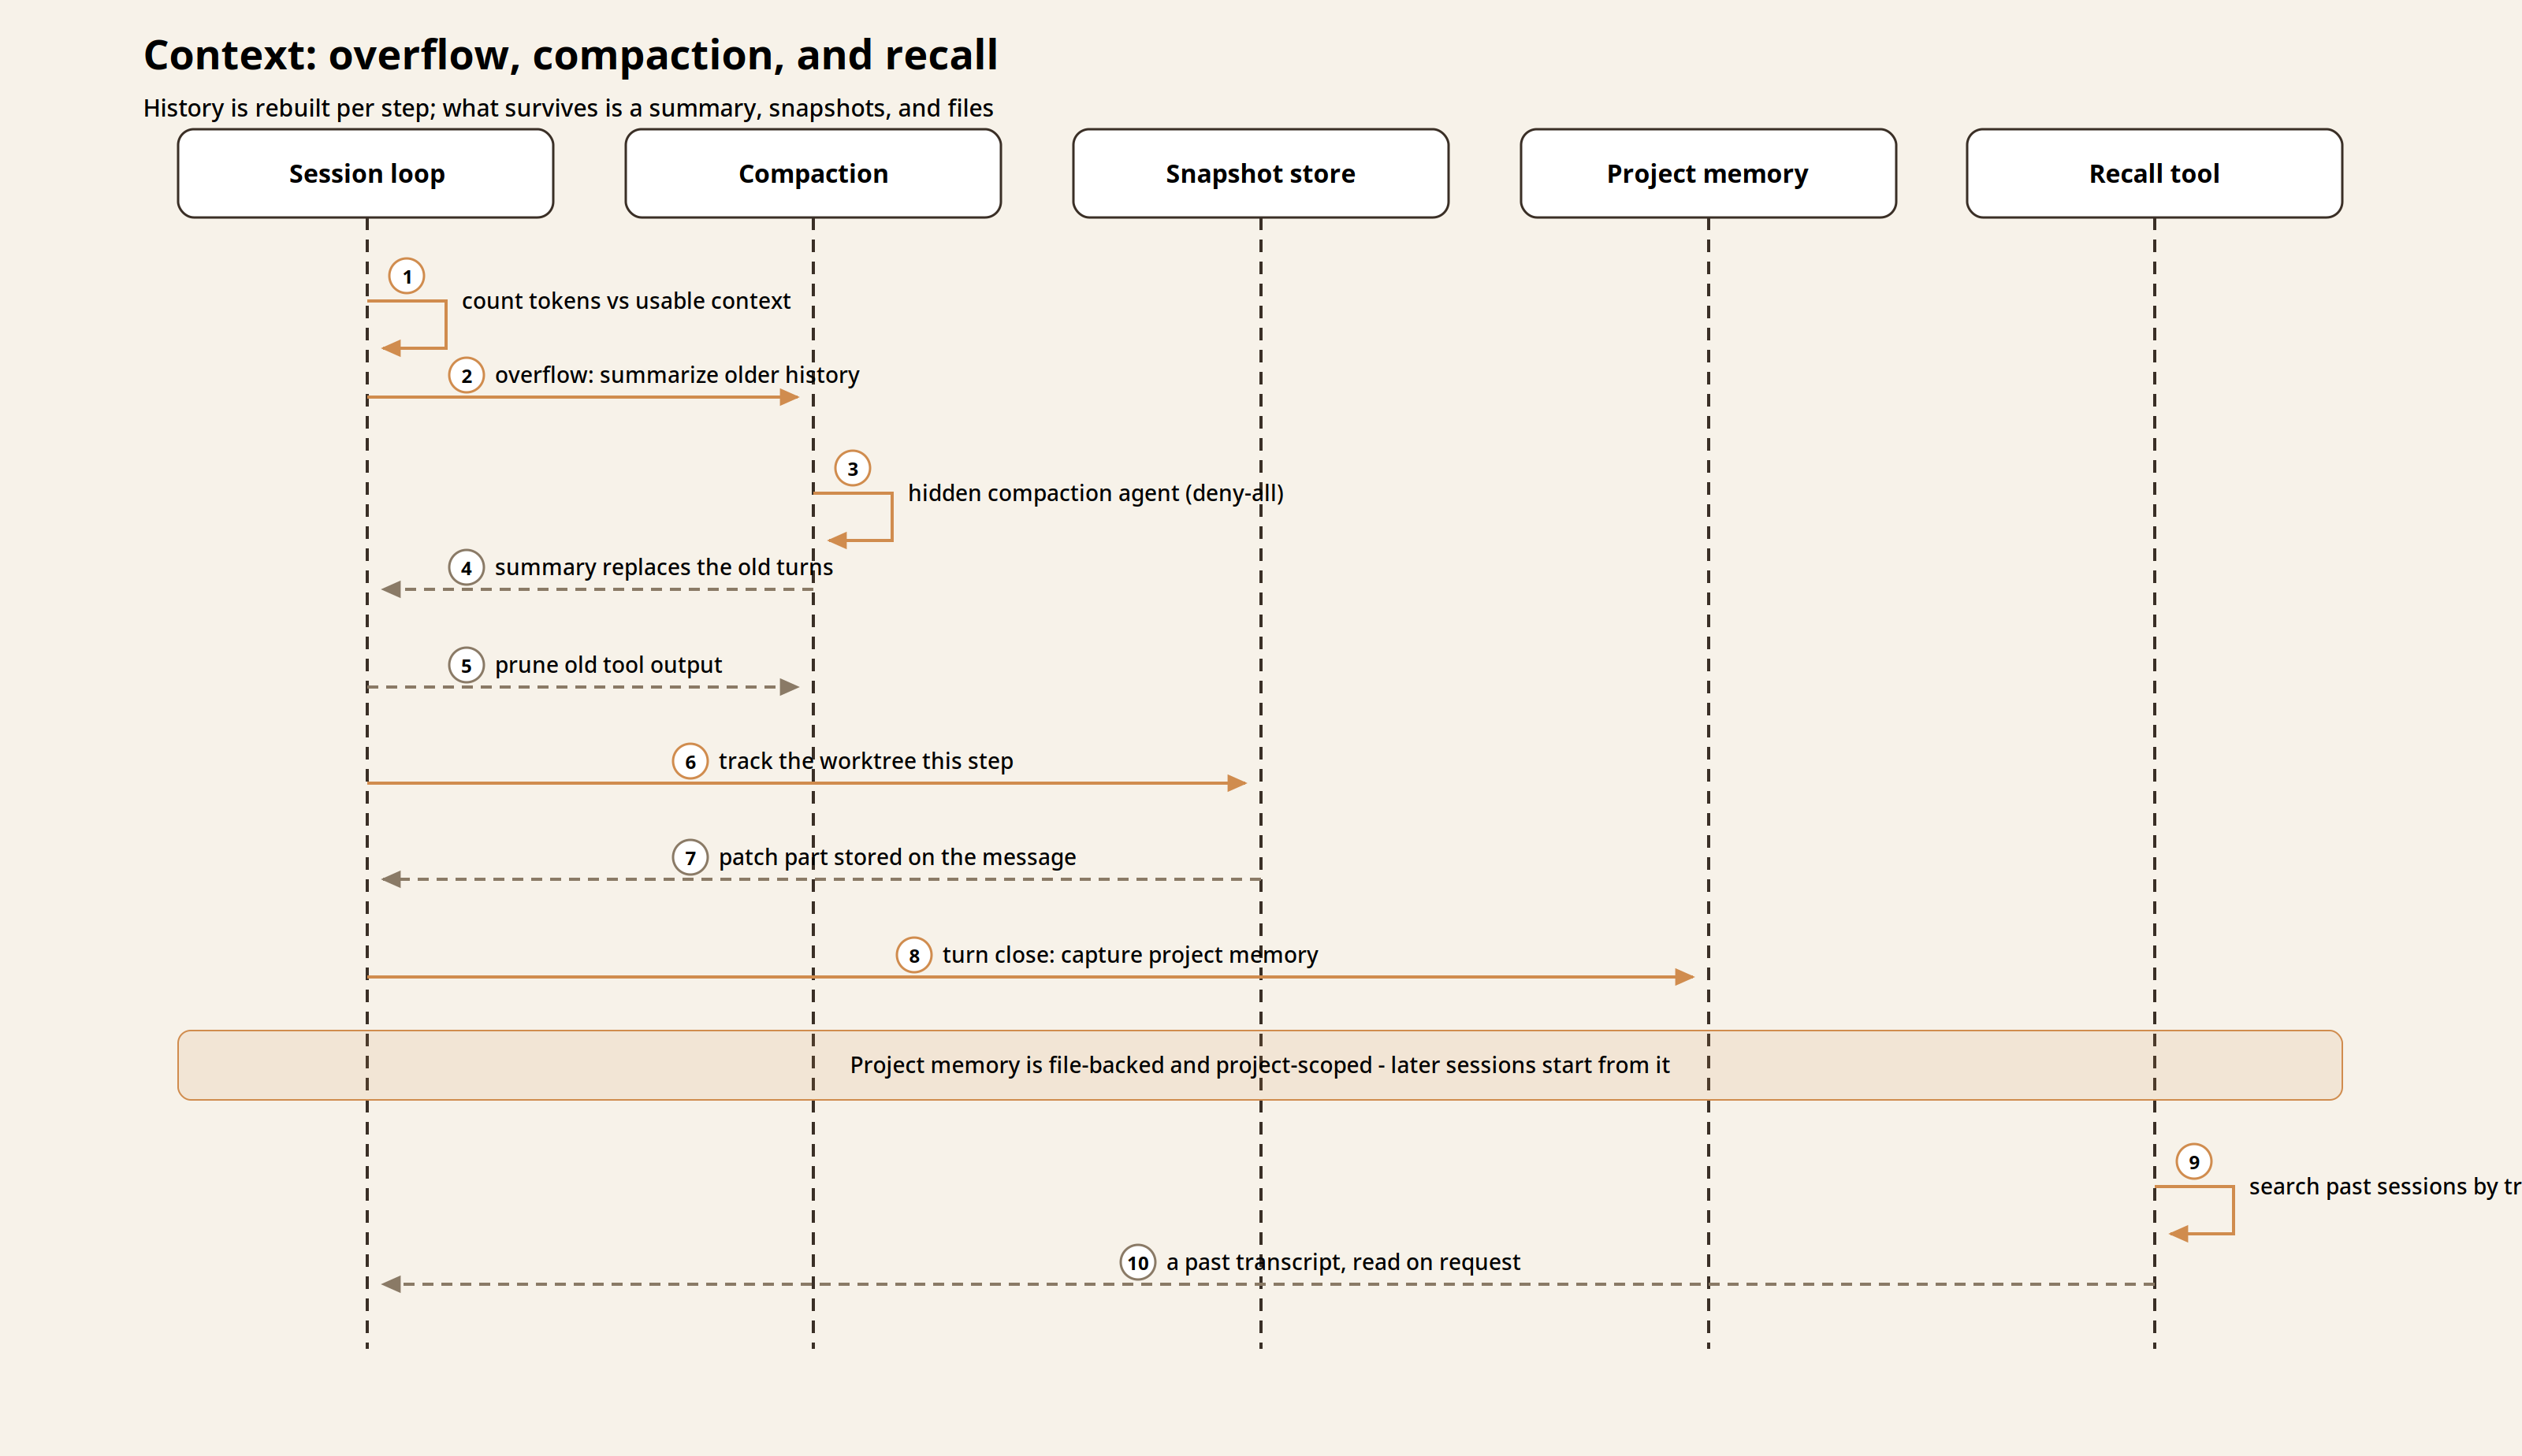 Context: overflow, compaction, and recall
History is rebuilt per step; what survives is a summary, snapshots, and files
Session loop
Compaction
Snapshot store
Project memory
Recall tool
1
count tokens vs usable context
2 overflow: summarize older history
3
hidden compaction agent (deny-all)
4 summary replaces the old turns
5 prune old tool output
6 track the worktree this step
7 patch part stored on the message
8 turn close: capture project memory
Project memory is file-backed and project-scoped - later sessions start from it
9
search past sessions by
10 a past transcript, read on request